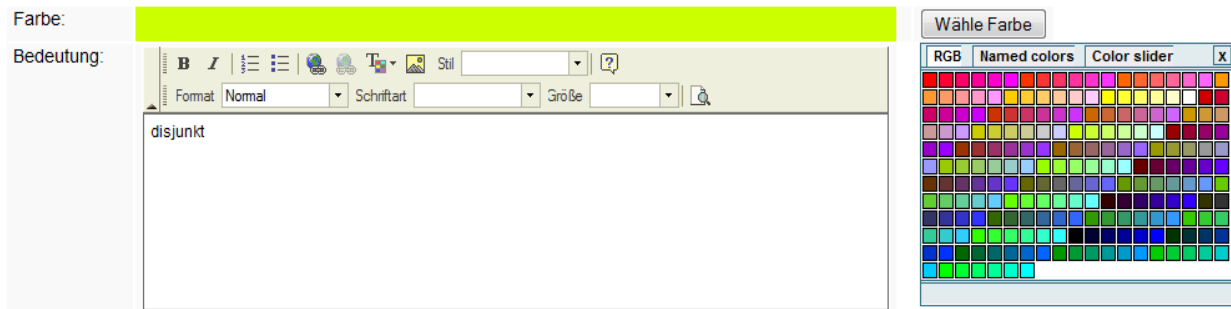 Farbe:
Wähle Farbe
Bedeutung:
B I Stil
Format Normal Schriftart Größe
disjunkt
RGB Named colors Color slider x